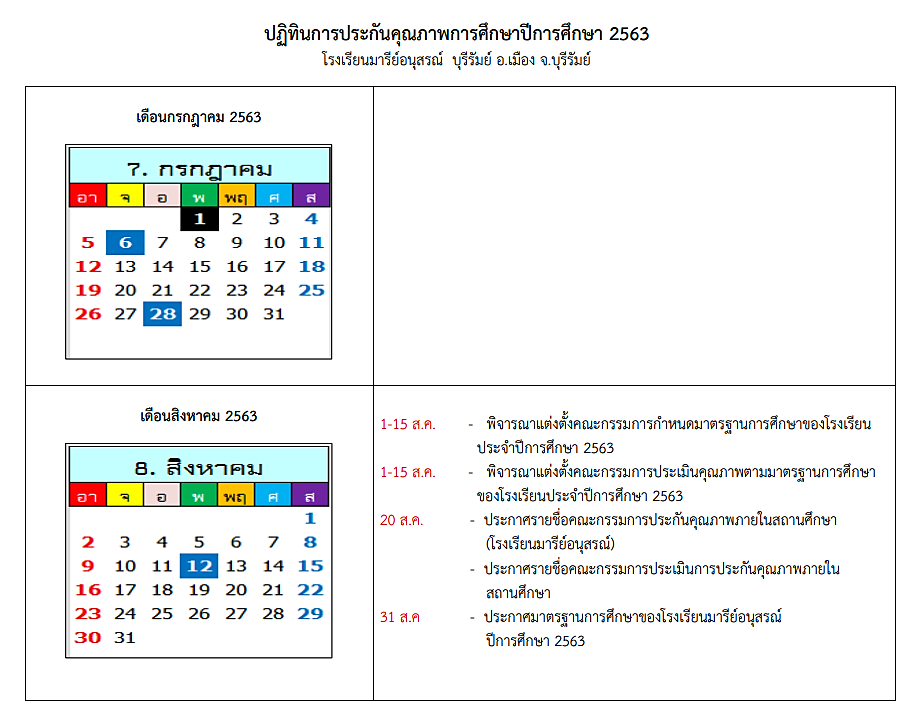 ปฏิทินการประกันคุณภาพการศึกษาปีการศึกษา 2563
โรงเรียนมารีย์อนุสรณ์ บุรีรัมย์ อ.เมือง จ.บุรีรัมย์
เดือนกรกฎาคม 2563
7. กรกฎาคม
อา จ อ พ พฤ ศ ส
1 2 3 4
5 6 7 8 9 10 11
12 13 14 15 16 17 18
19 20 21 22 23 24 25
26 27 28 29 30 31
เดือนสิงหาคม 2563
8. สิงหาคม
อา จ อ พ พฤ ศ ส
1
2 3 4 5 6 7 8
9 10 11 12 13 14 15
16 17 18 19 20 21 22
23 24 25 26 27 28 29
30 31
1-15 ส.ค. - พิจารณาแต่งตั้งคณะกรรมการกำหนดมาตรฐานการศึกษาของโรงเรียน
ประจำปีการศึกษา 2563
1-15 ส.ค. - พิจารณาแต่งตั้งคณะกรรมการประเมินคุณภาพตามมาตรฐานการศึกษา
ของโรงเรียนประจำปีการศึกษา 2563
20 ส.ค. - ประกาศรายชื่อคณะกรรมการประกันคุณภาพภายในสถานศึกษา
(โรงเรียนมารีย์อนุสรณ์)
- ประกาศรายชื่อคณะกรรมการประเมินการประกันคุณภาพภายใน
สถานศึกษา
31 ส.ค - ประกาศมาตรฐานการศึกษาของโรงเรียนมารีย์อนุสรณ์
ปีการศึกษา 2563